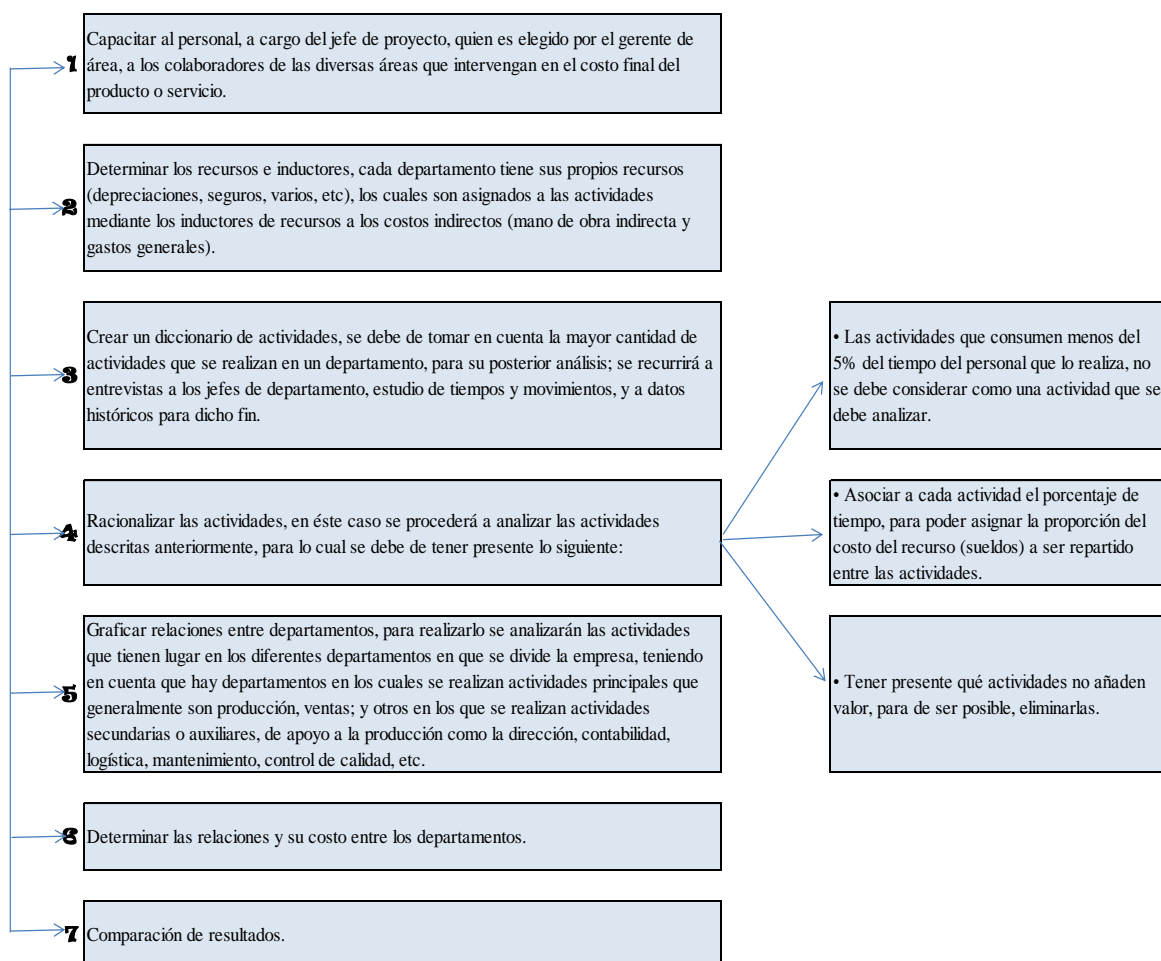 1
Capacitar al personal, a cargo del jefe de proyecto, quien es elegido por el gerente de
área, a los colaboradores de las diversas áreas que intervengan en el costo final del
producto o servicio.
2
Determinar los recursos e inductores, cada departamento tiene sus propios recursos
(depreciaciones, seguros, varios, etc), los cuales son asignados a las actividades
mediante los inductores de recursos a los costos indirectos (mano de obra indirecta y
gastos generales).
3
Crear un diccionario de actividades, se debe de tomar en cuenta la mayor cantidad de
actividades que se realizan en un departamento, para su posterior análisis; se recurrirá a
entrevistas a los jefes de departamento, estudio de tiempos y movimientos, y a datos
históricos para dicho fin.
4
Racionalizar las actividades, en éste caso se procederá a analizar las actividades
descritas anteriormente, para lo cual se debe de tener presente lo siguiente:
• Las actividades que consumen menos del
5% del tiempo del personal que lo realiza, no
se debe considerar como una actividad que se
debe analizar.
• Asociar a cada actividad el porcentaje de
tiempo, para poder asignar la proporción del
costo del recurso (sueldos) a ser repartido
entre las actividades.
• Tener presente qué actividades no añaden
valor, para de ser posible, eliminarlas.
5
Graficar relaciones entre departamentos, para realizarlo se analizarán las actividades
que tienen lugar en los diferentes departamentos en que se divide la empresa, teniendo
en cuenta que hay departamentos en los cuales se realizan actividades principales que
generalmente son producción, ventas; y otros en los que se realizan actividades
secundarias o auxiliares, de apoyo a la producción como la dirección, contabilidad,
logística, mantenimiento, control de calidad, etc.
6
Determinar las relaciones y su costo entre los departamentos.
7
Comparación de resultados.